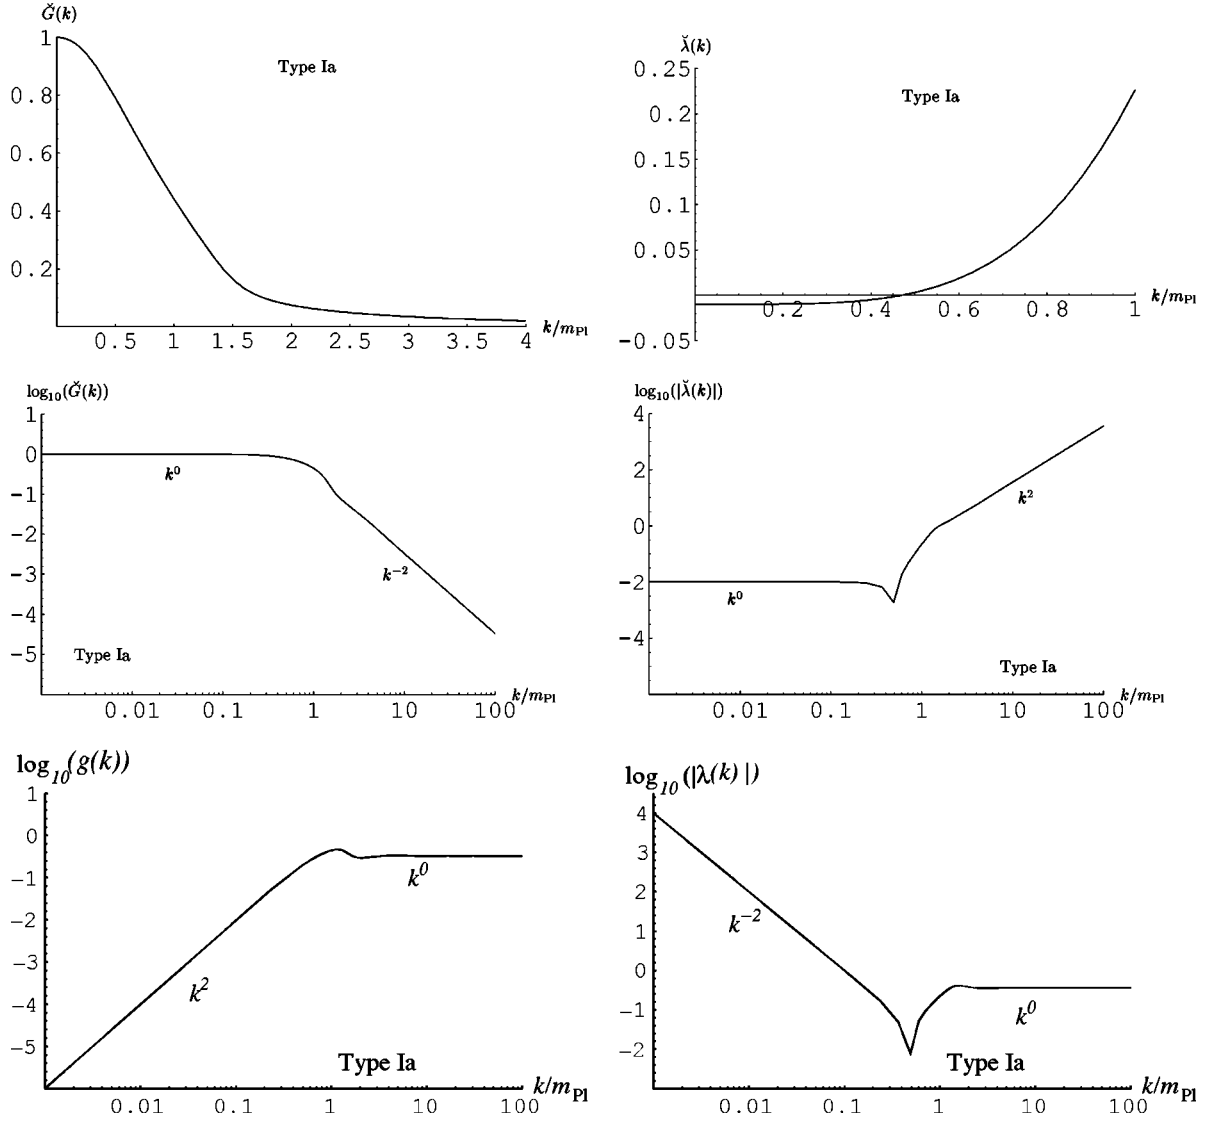 Ğ(k)
1
0.8
0.6
0.4
0.2
Type Ia
0.5 1 1.5 2 2.5 3 3.5 4
k/mPl
λ̆(k)
0.25
0.2
0.15
0.1
0.05
-0.05
Type Ia
0.2 0.4 0.6 0.8 1
k/mPl
log₁₀(Ğ(k))
1
0
-1
-2
-3
-4
-5
k⁰
k⁻²
Type Ia
0.01 0.1 1 10 100
k/mPl
log₁₀(|λ̆(k)|)
4
2
0
-2
-4
k⁰
k²
Type Ia
0.01 0.1 1 10 100
k/mPl
log₁₀(g(k))
1
0
-1
-2
-3
-4
-5
k⁰
k²
Type Ia
0.01 0.1 1 10 100
k/mPl
log₁₀(|λ(k)|)
4
3
2
1
0
-1
-2
k⁻²
k⁰
Type Ia
0.01 0.1 1 10 100
k/mPl